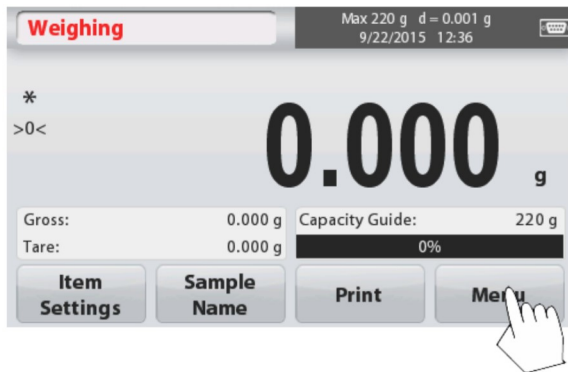 Weighing
Max 220 g d = 0.001 g
9/22/2015 12:36
*
>0<
0.000 g
Gross: 0.000 g
Tare: 0.000 g
Capacity Guide: 220 g
0%
Item
Settings
Sample
Name
Print
Menu